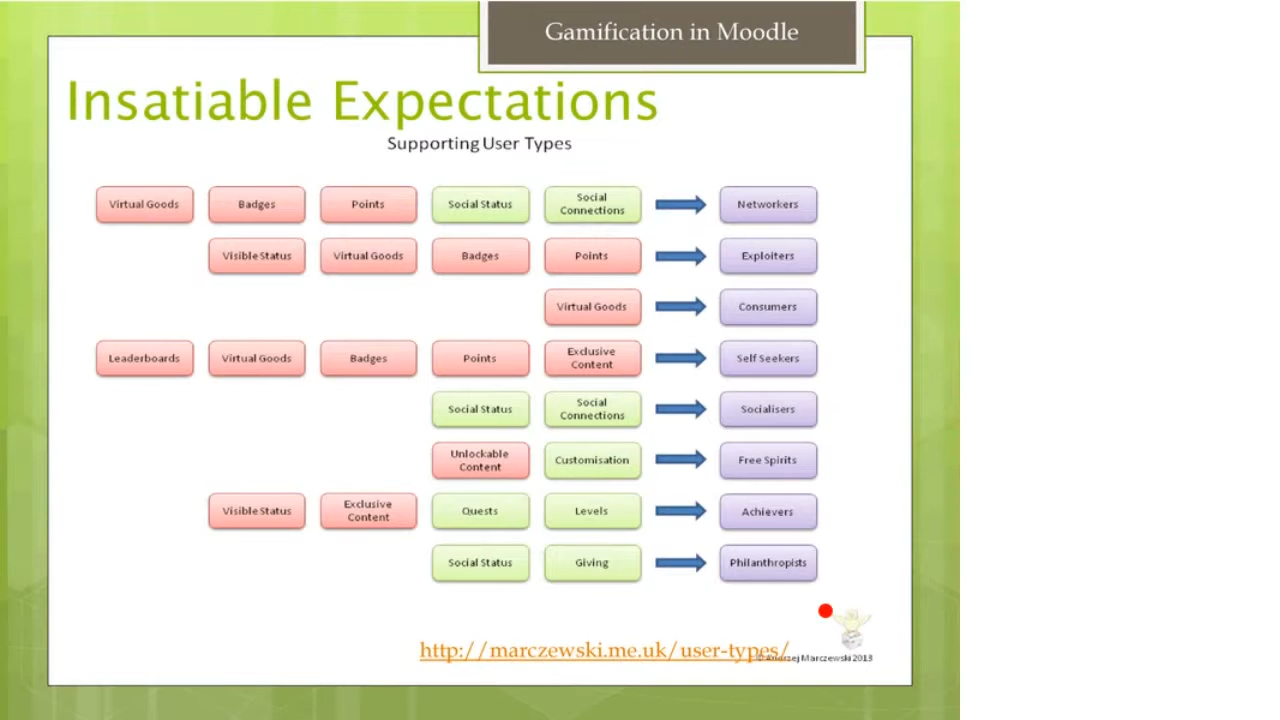 Gamification in Moodle
Insatiable Expectations
Supporting User Types
Virtual Goods Badges Points Social Status Social Connections Networkers
Visible Status Virtual Goods Badges Points Exploiters
Virtual Goods Consumers
Leaderboards Virtual Goods Badges Points Exclusive Content Self Seekers
Social Status Social Connections Socialisers
Unlockable Content Customisation Free Spirits
Visible Status Exclusive Content Quests Levels Achievers
Social Status Giving Philanthropists
http://marczewski.me.uk/user-types/
© Andrzej Marczewski 2013